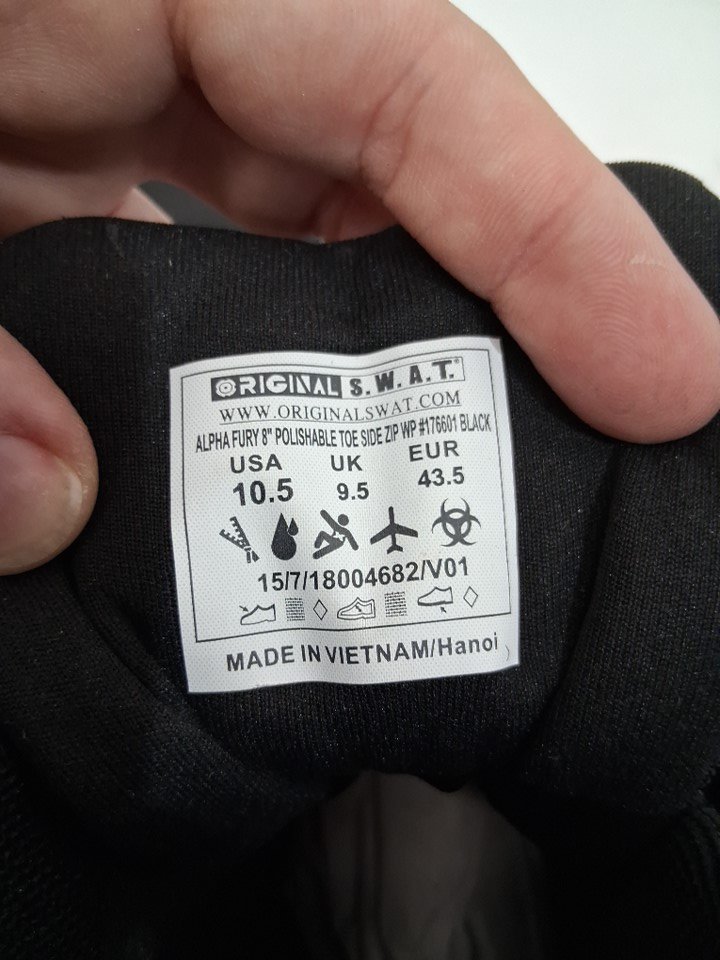 ORIGINAL S.W.A.T.®
WWW.ORIGINALSWAT.COM
ALPHA FURY 8" POLISHABLE TOE SIDE ZIP WP #176601 BLACK
USA UK EUR
10.5 9.5 43.5
15/7/18004682/V01
MADE IN VIETNAM/Hanoi